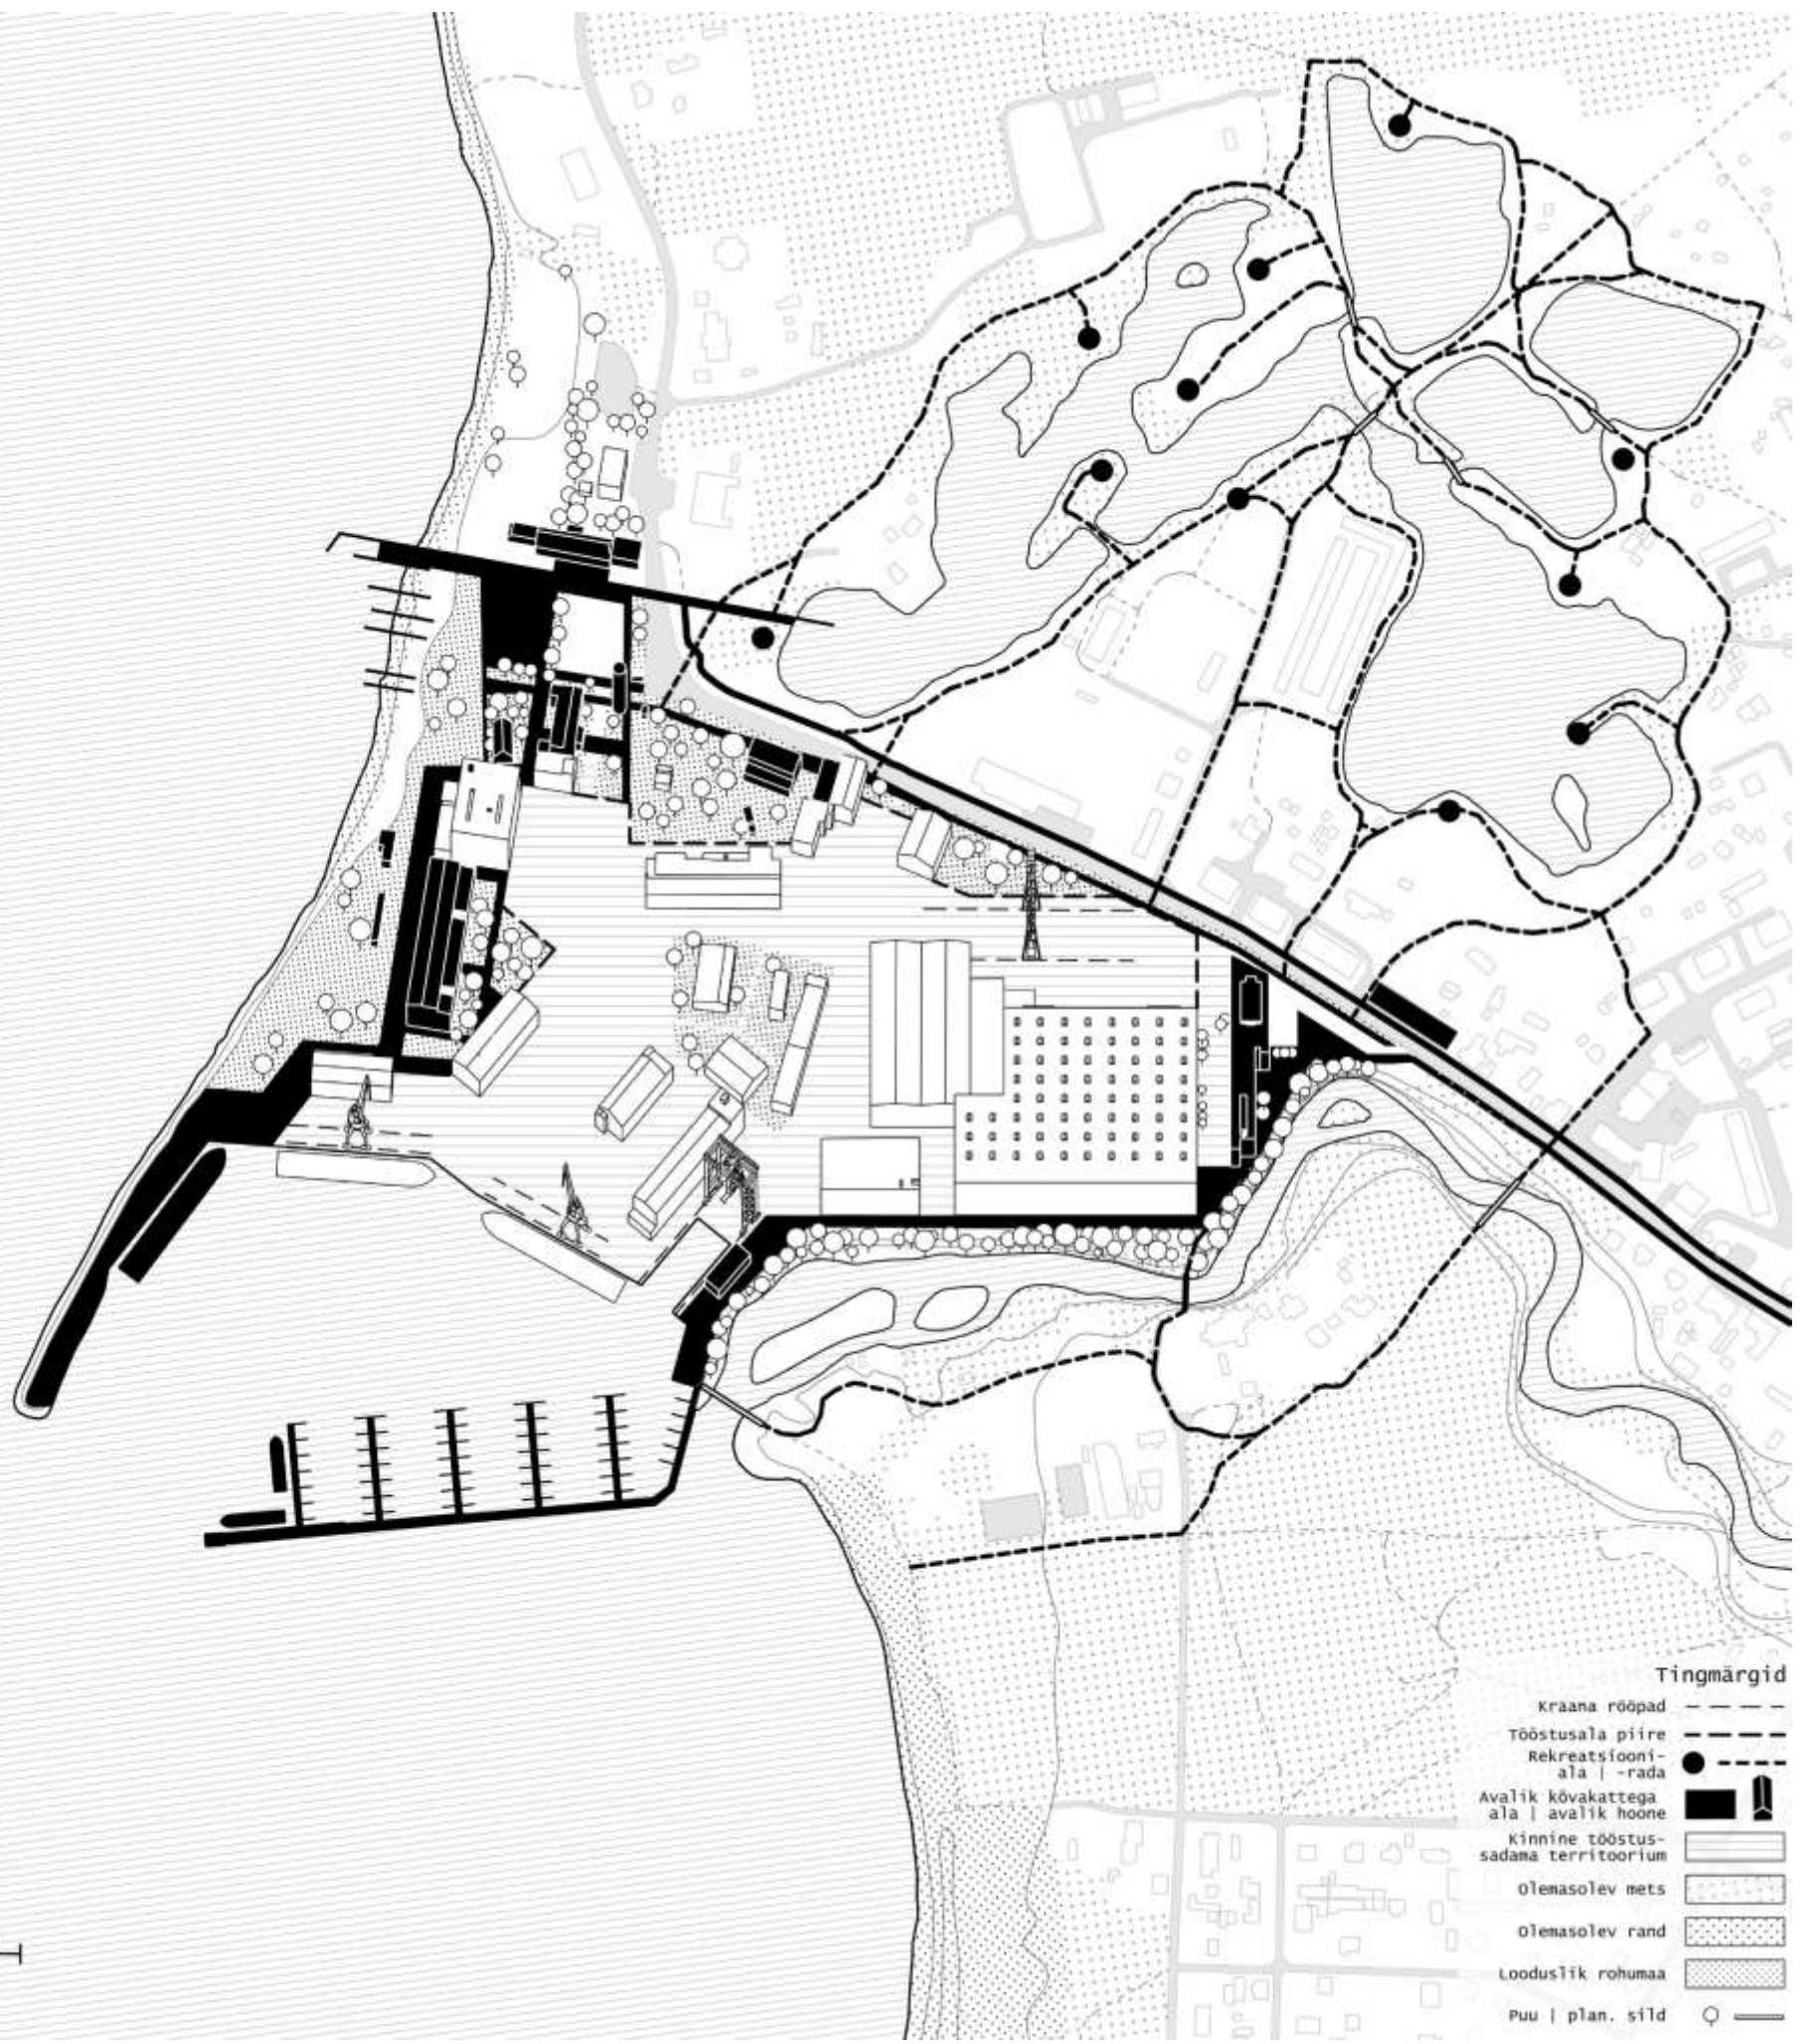 Tingmärgid
Kraana rööpad
Tööstusala piire
Rekreatsiooni-
ala | -rada
Avalik kõvakattega
ala | avalik hoone
Kinnine tööstus-
sadama territoorium
Olemasolev mets
Olemasolev rand
Looduslik rohumaa
Puu | plan. sild